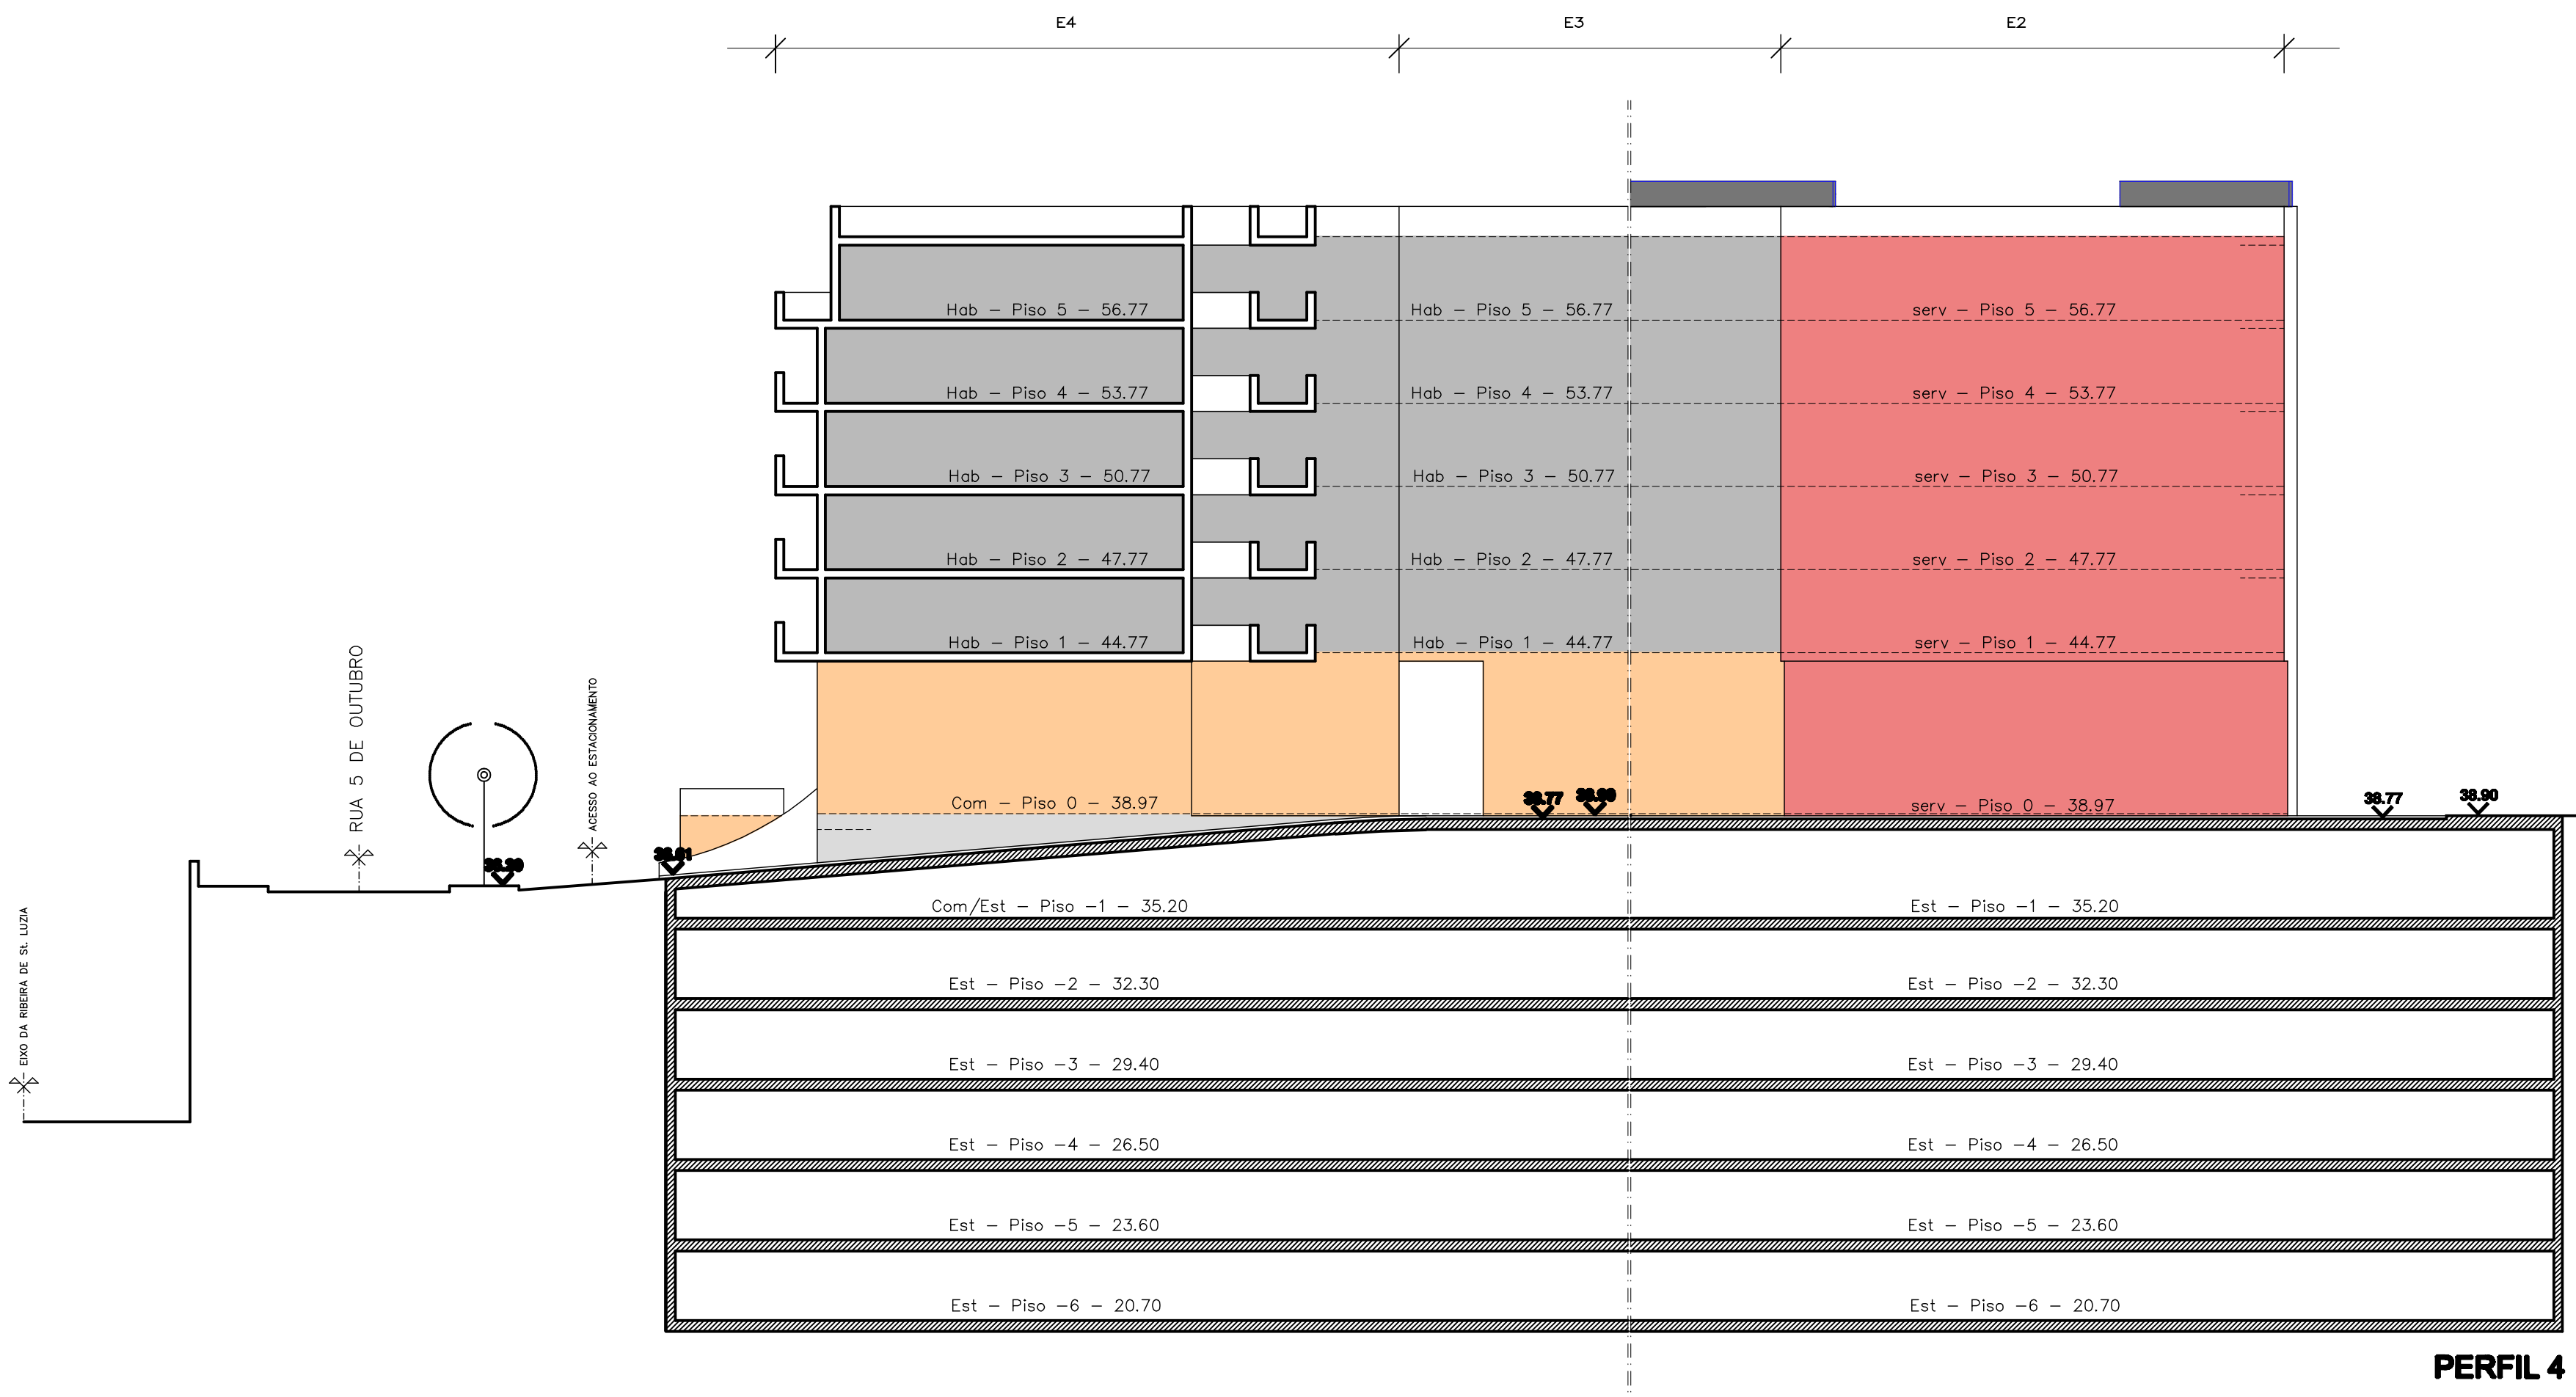 E4 E3 E2
Hab - Piso 5 - 56.77 Hab - Piso 5 - 56.77 serv - Piso 5 - 56.77
Hab - Piso 4 - 53.77 Hab - Piso 4 - 53.77 serv - Piso 4 - 53.77
Hab - Piso 3 - 50.77 Hab - Piso 3 - 50.77 serv - Piso 3 - 50.77
Hab - Piso 2 - 47.77 Hab - Piso 2 - 47.77 serv - Piso 2 - 47.77
Hab - Piso 1 - 44.77 Hab - Piso 1 - 44.77 serv - Piso 1 - 44.77
RUA 5 DE OUTUBRO
ACESSO AO ESTACIONAMENTO
Com - Piso 0 - 38.97 38.77 serv - Piso 0 - 38.97 38.77 38.90
EIXO DA RIBEIRA DE St. LUZIA
Com/Est - Piso -1 - 35.20 Est - Piso -1 - 35.20
Est - Piso -2 - 32.30 Est - Piso -2 - 32.30
Est - Piso -3 - 29.40 Est - Piso -3 - 29.40
Est - Piso -4 - 26.50 Est - Piso -4 - 26.50
Est - Piso -5 - 23.60 Est - Piso -5 - 23.60
Est - Piso -6 - 20.70 Est - Piso -6 - 20.70
PERFIL 4